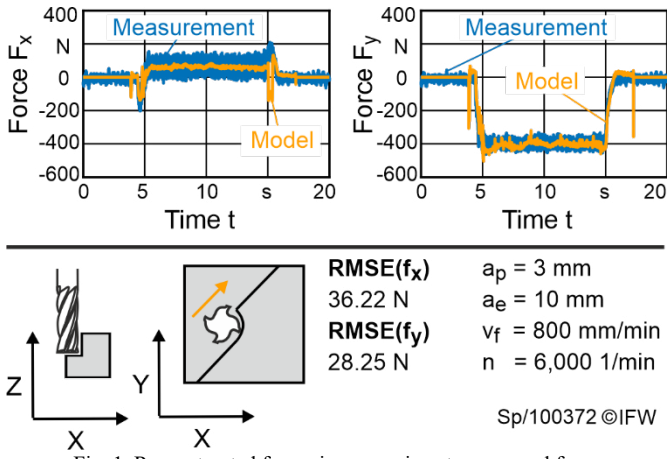 400
N
0
-200
-400
-600
Force Fx
Measurement
Model
0 5 10 s 20
Time t
400
N
0
-200
-400
-600
Force Fy
Measurement
Model
0 5 10 s 20
Time t
Z
X
Y
X
RMSE(fx)
36.22 N
RMSE(fy)
28.25 N
ap = 3 mm
ae = 10 mm
vf = 800 mm/min
n = 6,000 1/min
Sp/100372 ©IFW